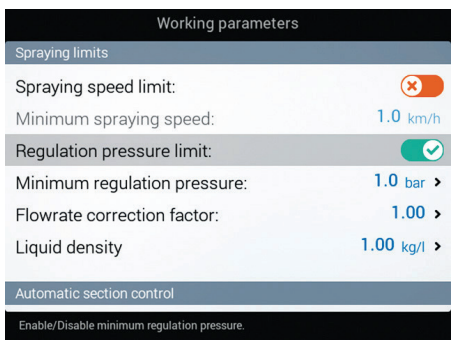 Working parameters
Spraying limits
Spraying speed limit:
Minimum spraying speed: 1.0 km/h
Regulation pressure limit:
Minimum regulation pressure: 1.0 bar
Flowrate correction factor: 1.00
Liquid density 1.00 kg/l
Automatic section control
Enable/Disable minimum regulation pressure.